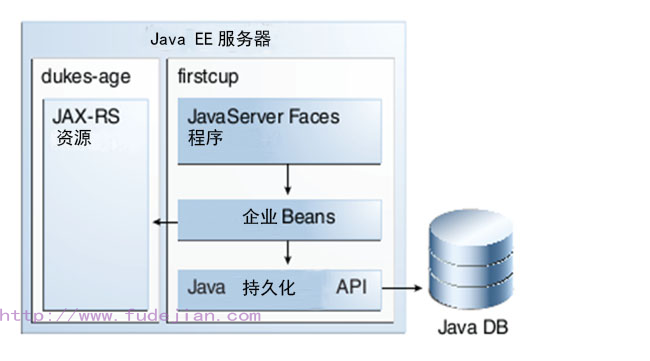 Java EE 服务器
dukes-age
firstcup
JAX-RS
资源
JavaServer Faces
程序
企业 Beans
Java 持久化 API
http://www.fudejian.com
Java DB